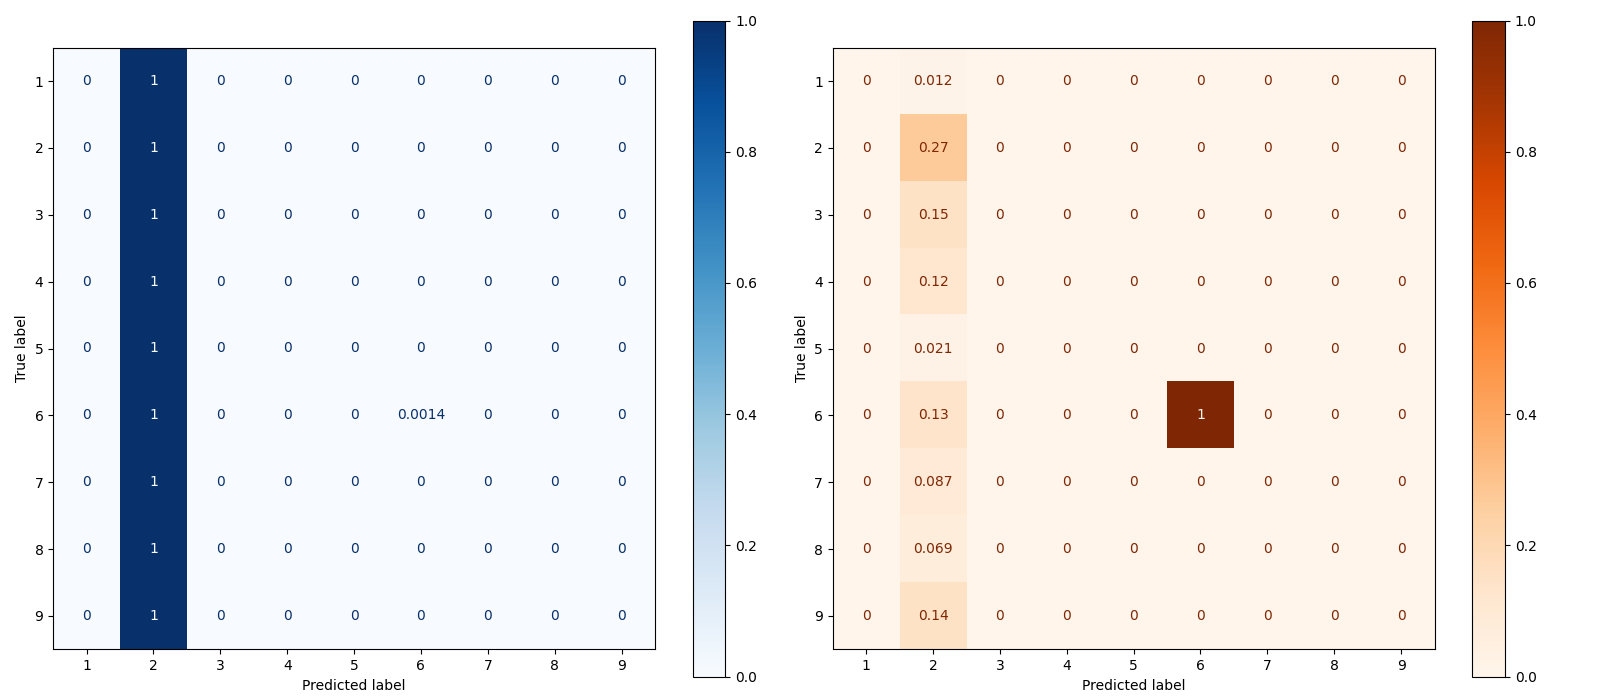 1.0
1.0
1 0 1 0 0 0 0 0 0 0
1 0 0.012 0 0 0 0 0 0 0
2 0 1 0 0 0 0 0 0 0
0.8
2 0 0.27 0 0 0 0 0 0 0
0.8
3 0 1 0 0 0 0 0 0 0
3 0 0.15 0 0 0 0 0 0 0
4 0 1 0 0 0 0 0 0 0
0.6
4 0 0.12 0 0 0 0 0 0 0
0.6
True label
5 0 1 0 0 0 0 0 0 0
True label
5 0 0.021 0 0 0 0 0 0 0
6 0 1 0 0 0 0.0014 0 0 0
0.4
6 0 0.13 0 0 0 1 0 0 0
0.4
7 0 1 0 0 0 0 0 0 0
7 0 0.087 0 0 0 0 0 0 0
8 0 1 0 0 0 0 0 0 0
0.2
8 0 0.069 0 0 0 0 0 0 0
0.2
9 0 1 0 0 0 0 0 0 0
9 0 0.14 0 0 0 0 0 0 0
1 2 3 4 5 6 7 8 9
0.0
1 2 3 4 5 6 7 8 9
0.0
Predicted label
Predicted label